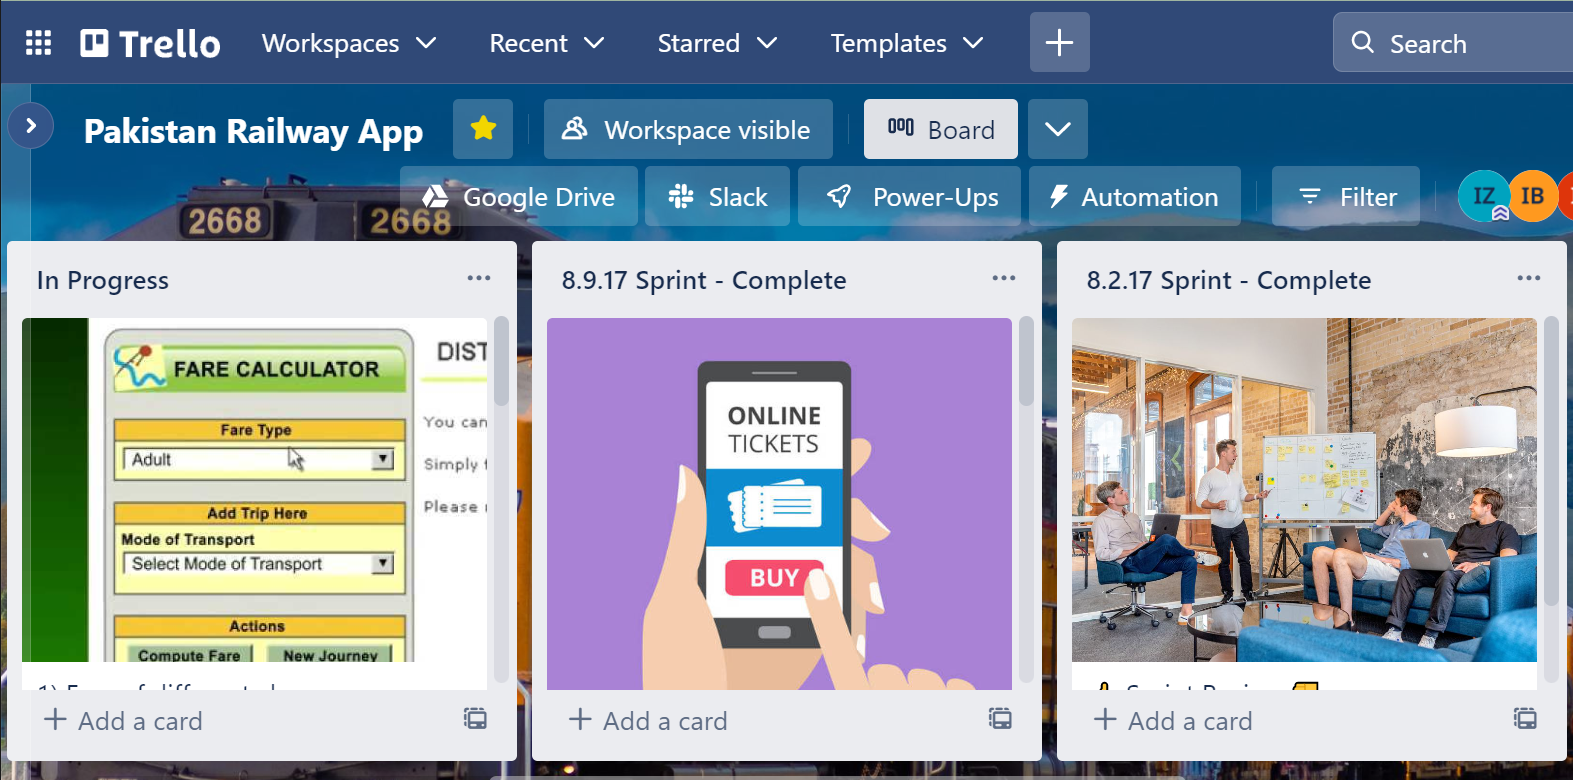 Trello Workspaces Recent Starred Templates Search
Pakistan Railway App Workspace visible Board
Google Drive Slack Power-Ups Automation Filter IZ IB
2668 2668
In Progress
FARE CALCULATOR
DIST
Fare Type
Adult
Add Trip Here
Mode of Transport
Select Mode of Transport
Actions
Compute Fare New Journey
You can
Simply
Please
Add a card
8.9.17 Sprint - Complete
ONLINE
TICKETS
BUY
Add a card
8.2.17 Sprint - Complete
Add a card